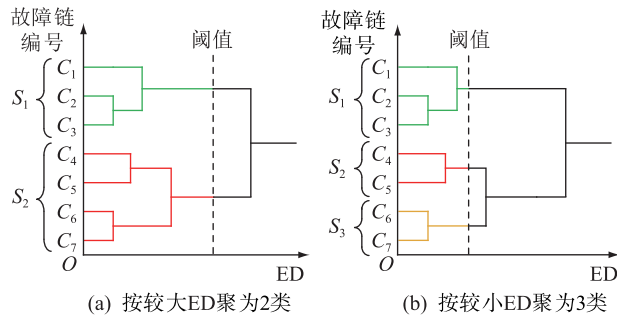 故障链
编号
阈值
S₁
C₁
C₂
C₃
S₂
C₄
C₅
C₆
C₇
O
ED
(a) 按较大ED聚为2类
故障链
编号
阈值
S₁
C₁
C₂
C₃
S₂
C₄
C₅
S₃
C₆
C₇
O
ED
(b) 按较小ED聚为3类